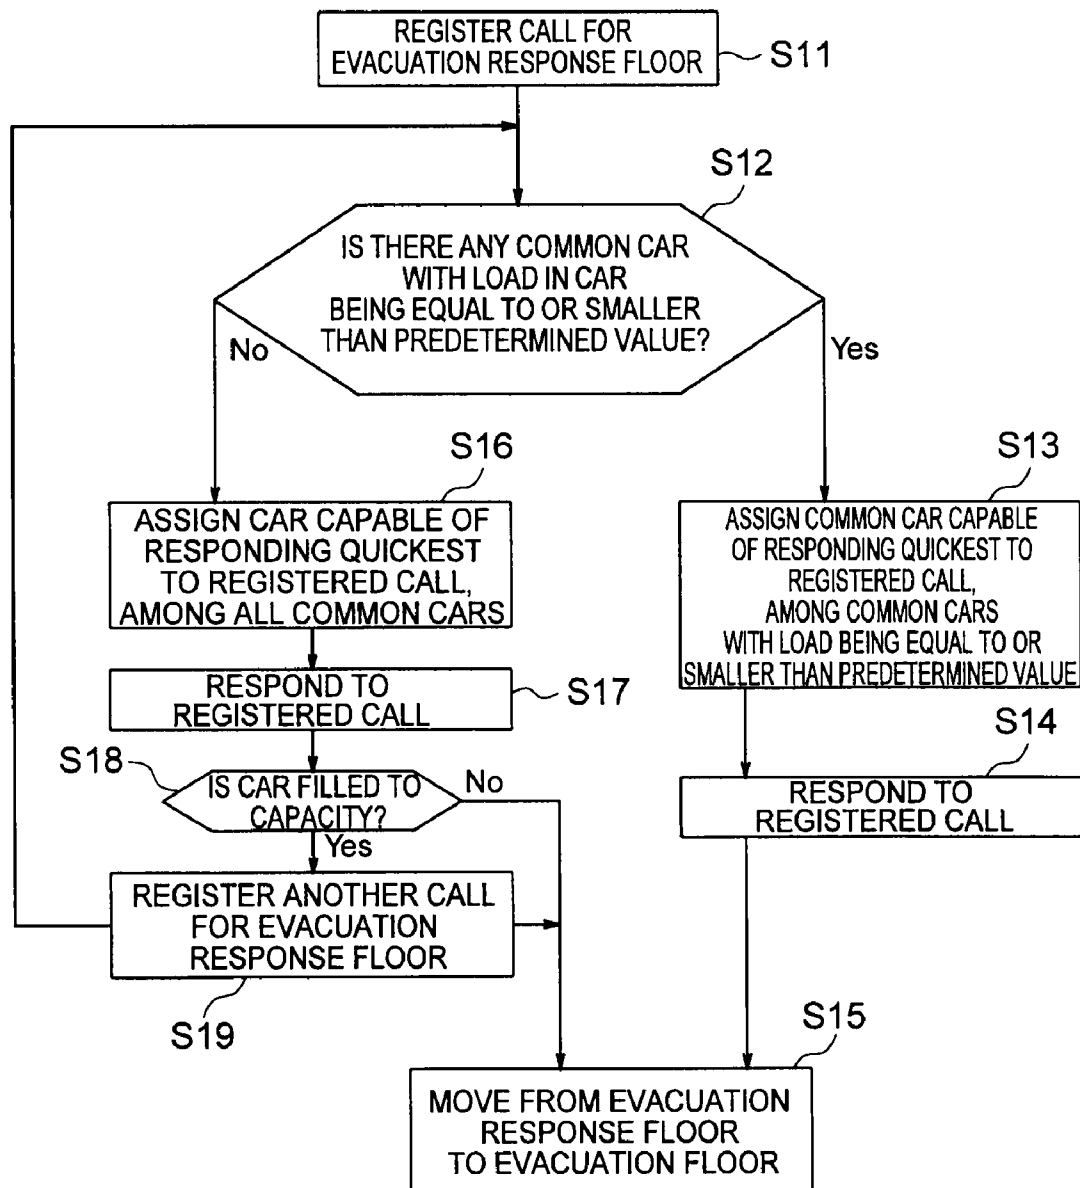 REGISTER CALL FOR
EVACUATION RESPONSE FLOOR
S11
S12
IS THERE ANY COMMON CAR
WITH LOAD IN CAR
BEING EQUAL TO OR SMALLER
THAN PREDETERMINED VALUE?
No
Yes
S16
ASSIGN CAR CAPABLE OF
RESPONDING QUICKEST
TO REGISTERED CALL,
AMONG ALL COMMON CARS
S13
ASSIGN COMMON CAR CAPABLE
OF RESPONDING QUICKEST TO
REGISTERED CALL,
AMONG COMMON CARS
WITH LOAD BEING EQUAL TO OR
SMALLER THAN PREDETERMINED VALUE
RESPOND TO
REGISTERED CALL
S17
S14
RESPOND TO
REGISTERED CALL
S18
IS CAR FILLED TO
CAPACITY?
No
Yes
REGISTER ANOTHER CALL
FOR EVACUATION
RESPONSE FLOOR
S19
S15
MOVE FROM EVACUATION
RESPONSE FLOOR
TO EVACUATION FLOOR